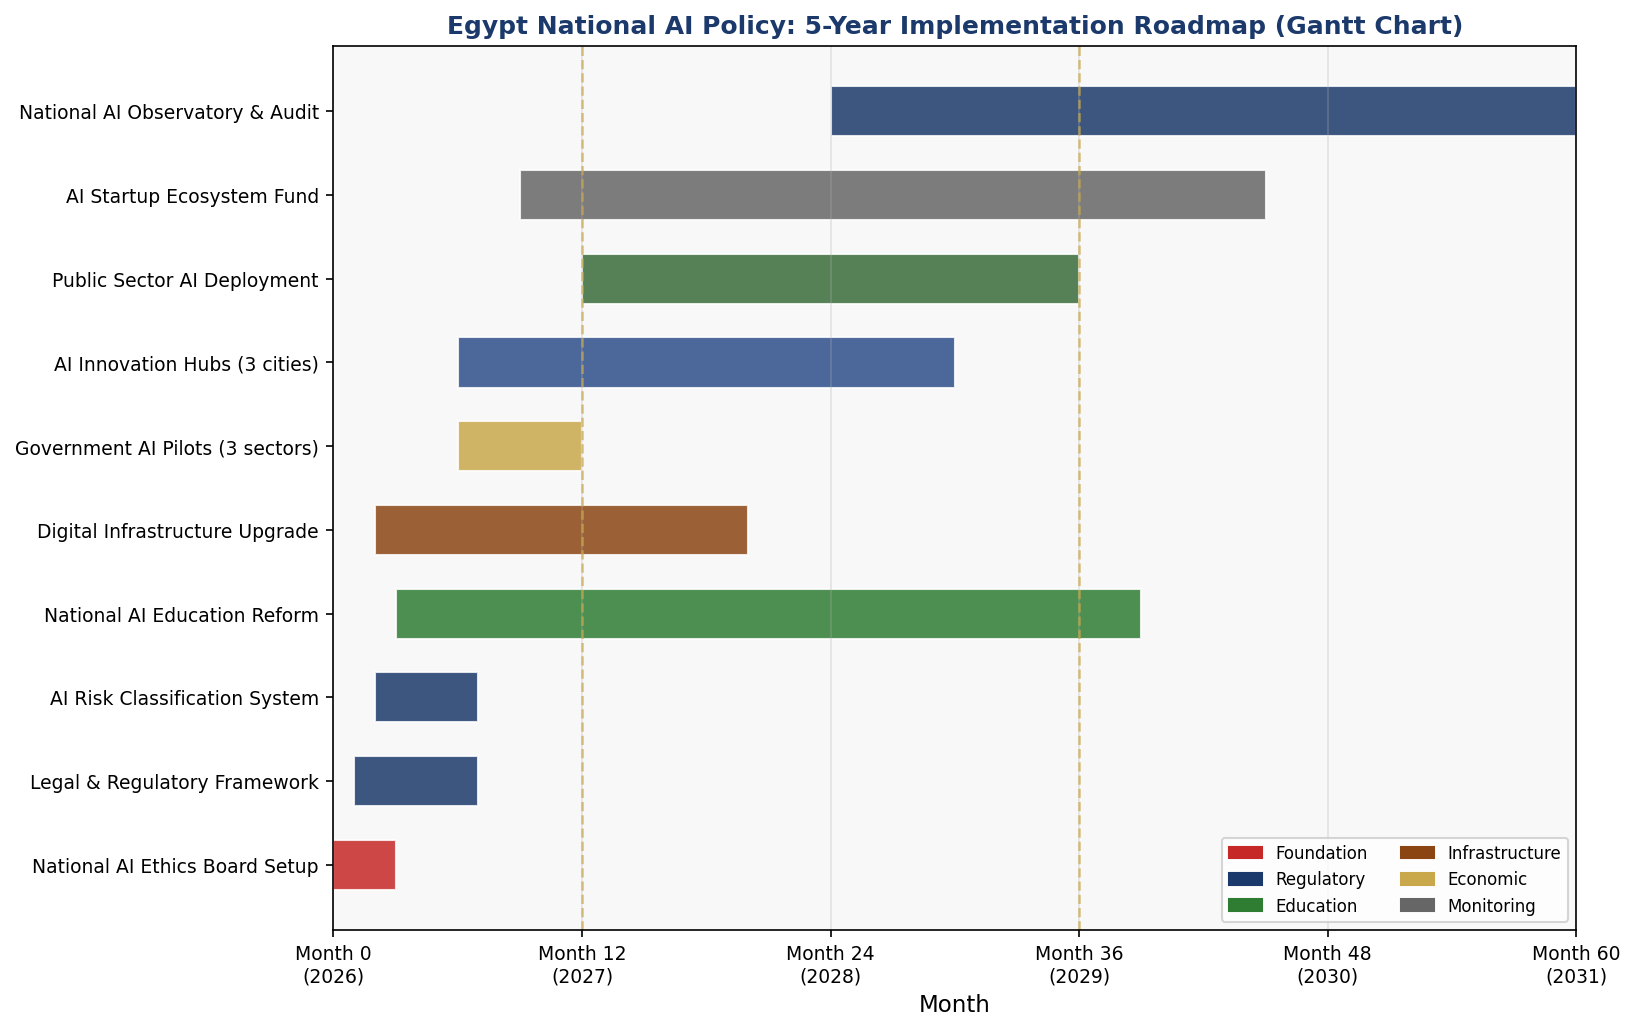 Egypt National AI Policy: 5-Year Implementation Roadmap (Gantt Chart)
National AI Observatory & Audit
AI Startup Ecosystem Fund
Public Sector AI Deployment
AI Innovation Hubs (3 cities)
Government AI Pilots (3 sectors)
Digital Infrastructure Upgrade
National AI Education Reform
AI Risk Classification System
Legal & Regulatory Framework
National AI Ethics Board Setup
Foundation
Regulatory
Education
Infrastructure
Economic
Monitoring
Month 0
(2026)
Month 12
(2027)
Month 24
(2028)
Month 36
(2029)
Month 48
(2030)
Month 60
(2031)
Month